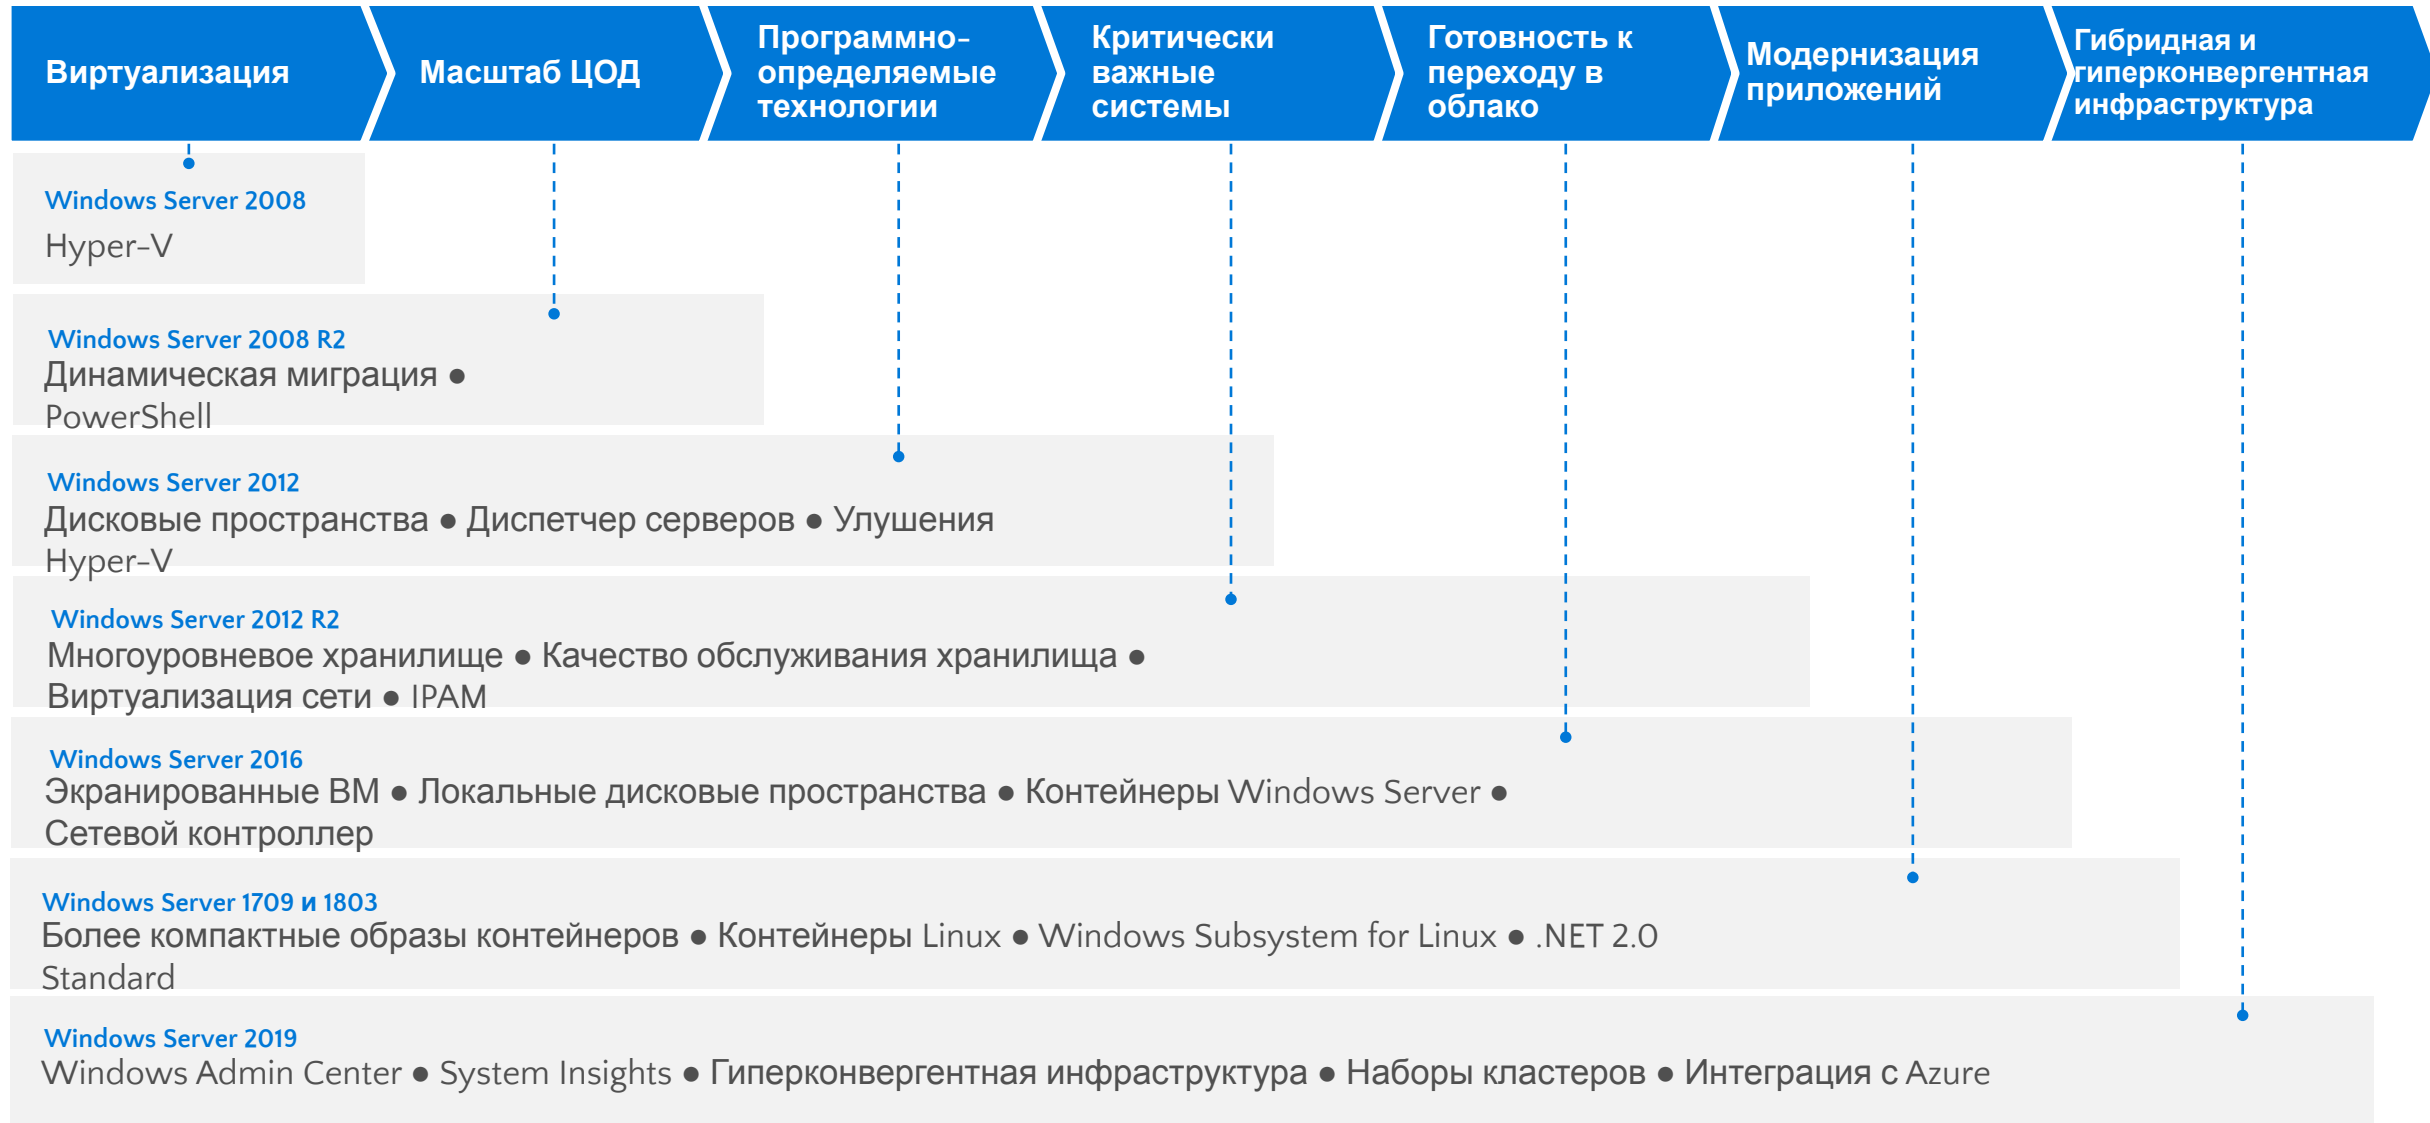 Виртуализация
Масштаб ЦОД
Программно-
определяемые
технологии
Критически
важные
системы
Готовность к
переходу в
облако
Модернизация
приложений
Гибридная и
гиперконвергентная
инфраструктура
Windows Server 2008
Hyper-V
Windows Server 2008 R2
Динамическая миграция ●
PowerShell
Windows Server 2012
Дисковые пространства ● Диспетчер серверов ● Улушения
Hyper-V
Windows Server 2012 R2
Многоуровневое хранилище ● Качество обслуживания хранилища ●
Виртуализация сети ● IPAM
Windows Server 2016
Экранированные ВМ ● Локальные дисковые пространства ● Контейнеры Windows Server ●
Сетевой контроллер
Windows Server 1709 и 1803
Более компактные образы контейнеров ● Контейнеры Linux ● Windows Subsystem for Linux ● .NET 2.0
Standard
Windows Server 2019
Windows Admin Center ● System Insights ● Гиперконвергентная инфраструктура ● Наборы кластеров ● Интеграция с Azure